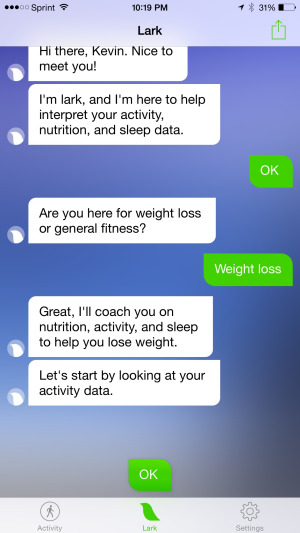 Sprint 10:19 PM 31%
Lark
Hi there, Kevin. Nice to
meet you!
I'm lark, and I'm here to help
interpret your activity,
nutrition, and sleep data.
OK
Are you here for weight loss
or general fitness?
Weight loss
Great, I'll coach you on
nutrition, activity, and sleep
to help you lose weight.
Let's start by looking at your
activity data.
OK
Activity Lark Settings